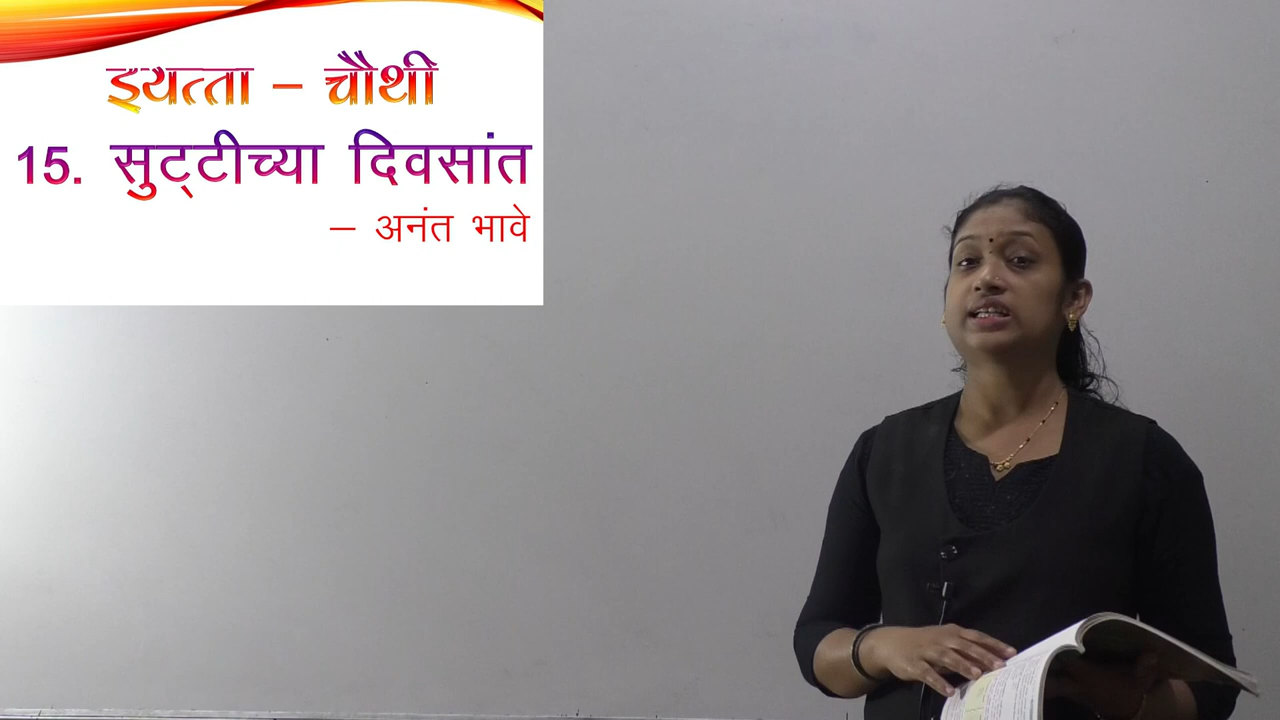 इयत्ता – चौथी
15. सुट्टीच्या दिवसांत
– अनंत भावे